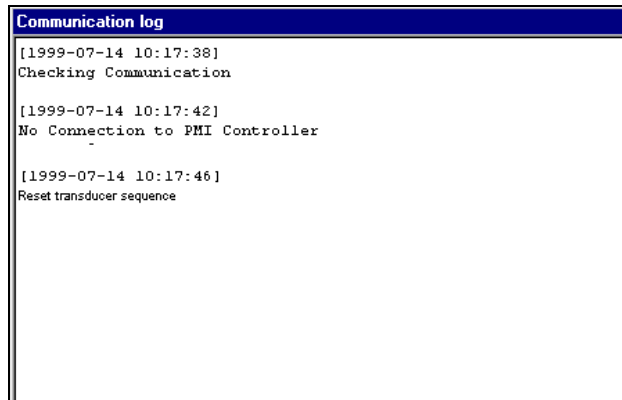 Communication log
[1999-07-14 10:17:38]
Checking Communication
[1999-07-14 10:17:42]
No Connection to PMI Controller
[1999-07-14 10:17:46]
Reset transducer sequence